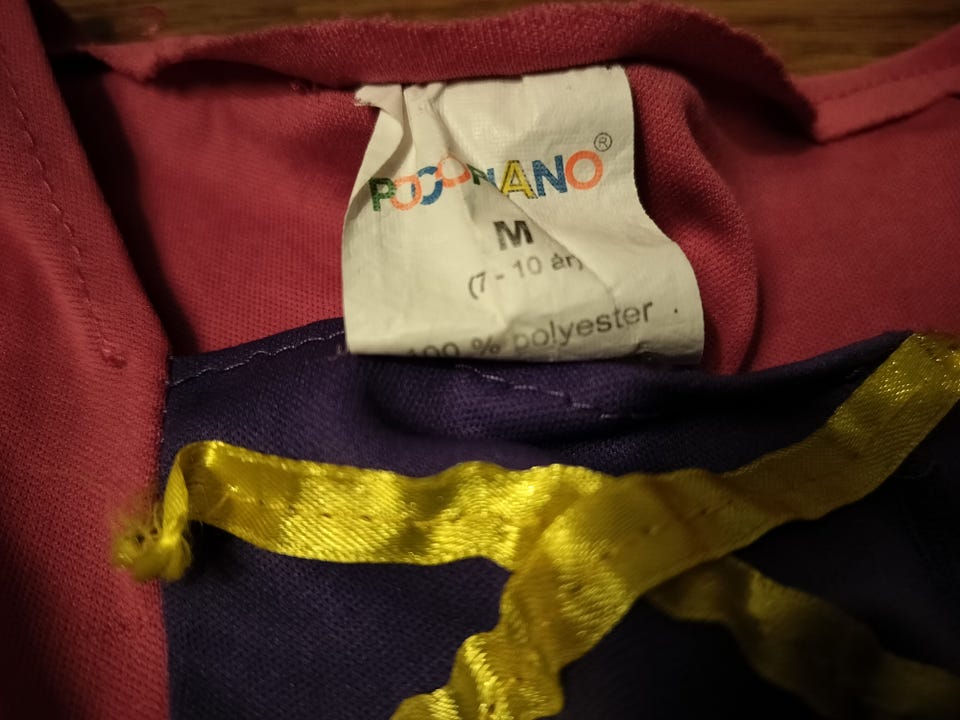 POCONANO®
M
(7 - 10 år)
100 % polyester